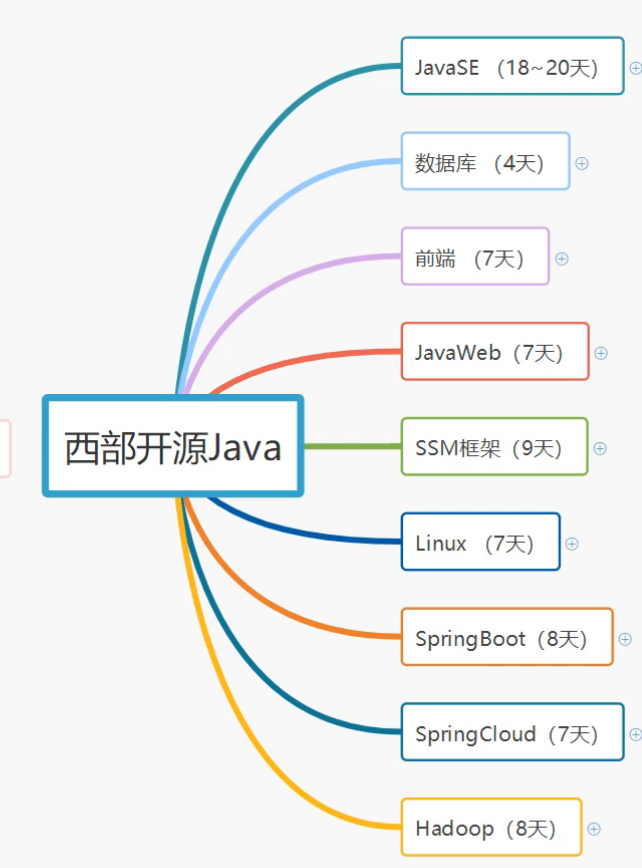 JavaSE （18~20天）
数据库 （4天）
前端 （7天）
JavaWeb（7天）
西部开源Java
SSM框架（9天）
Linux （7天）
SpringBoot（8天）
SpringCloud（7天）
Hadoop（8天）